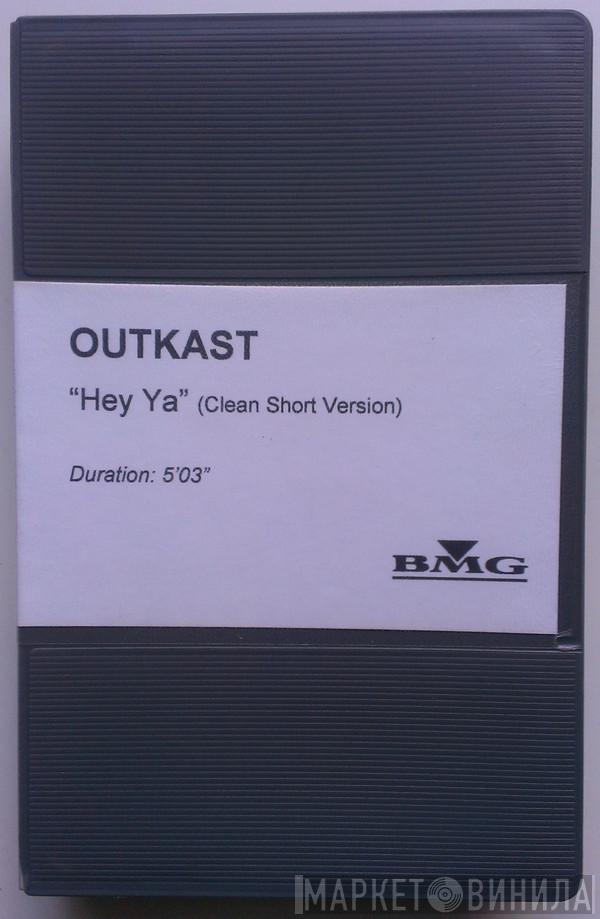 OUTKAST
“Hey Ya” (Clean Short Version)
Duration: 5’03”
BMG
МАРКЕТ ВИНИЛА